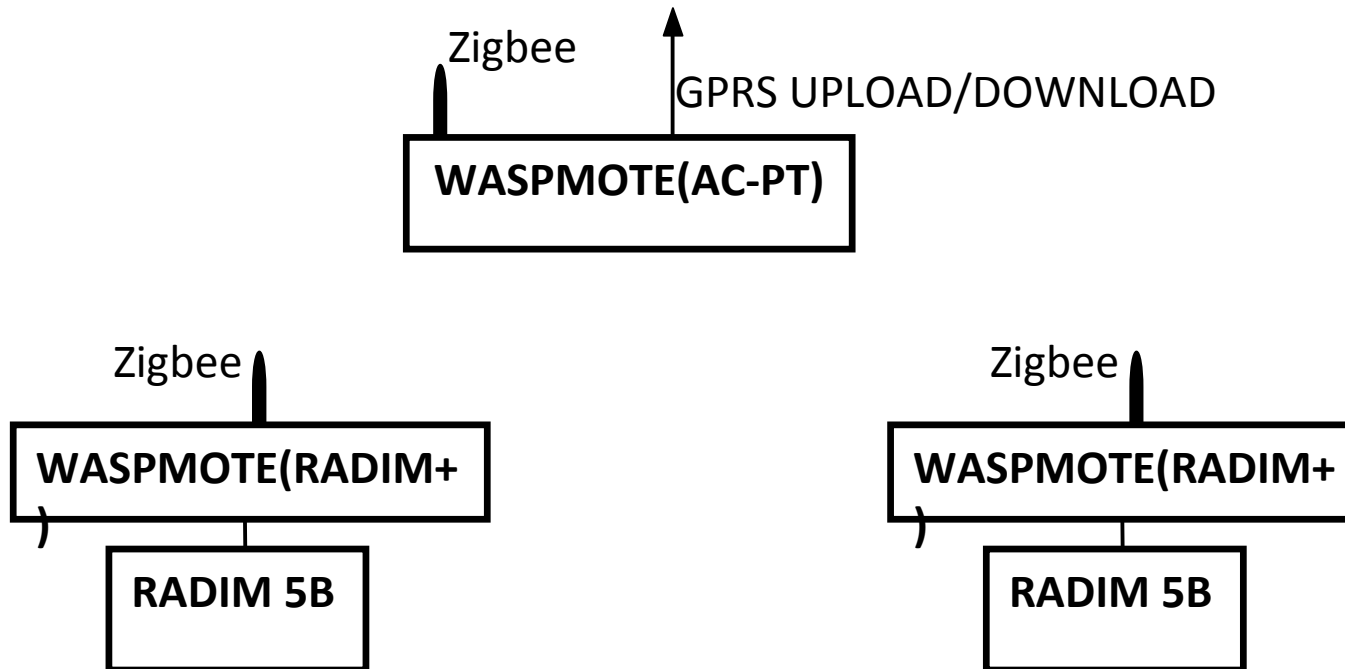 Zigbee
GPRS UPLOAD/DOWNLOAD
WASPMOTE(AC-PT)
Zigbee
Zigbee
WASPMOTE(RADIM+
)
WASPMOTE(RADIM+
)
RADIM 5B
RADIM 5B